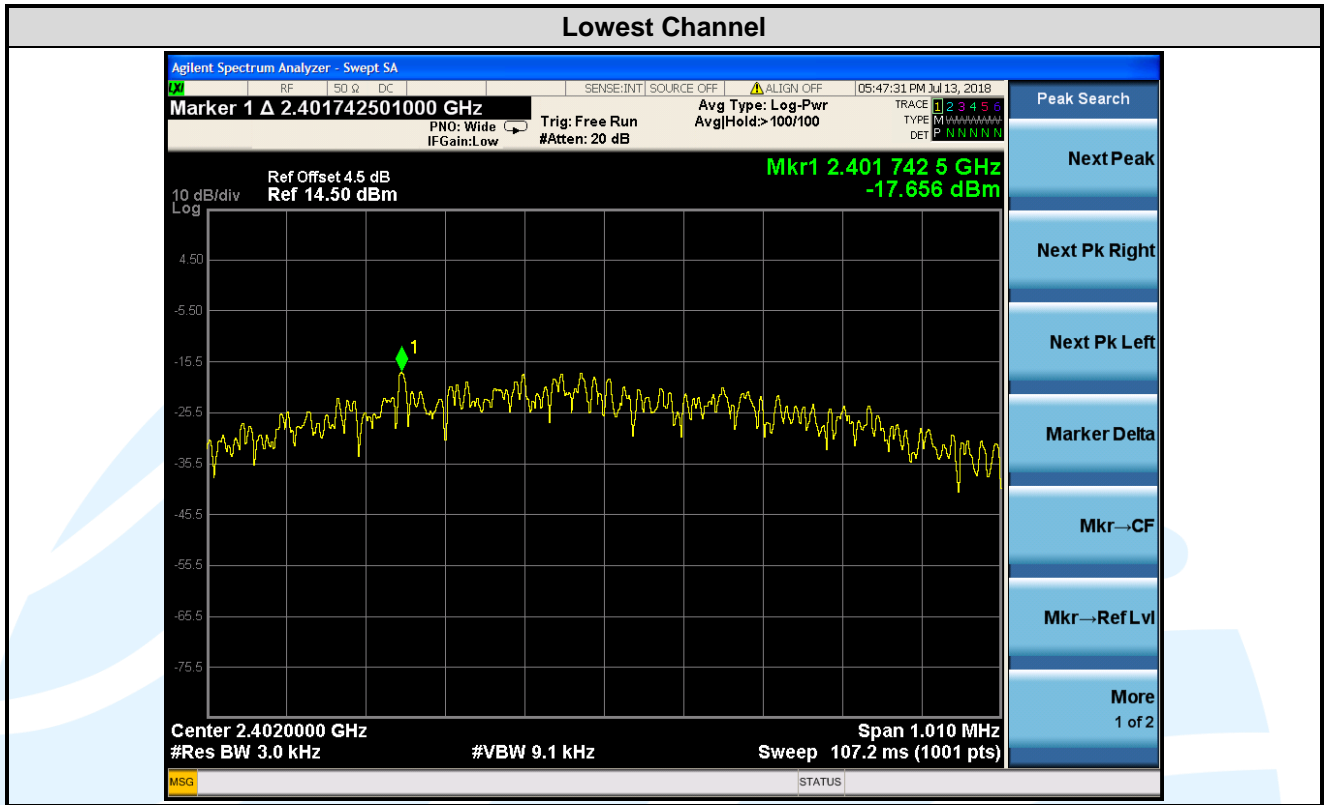 Lowest Channel
Agilent Spectrum Analyzer - Swept SA
LXI RF 50 Ω DC SENSE:INT SOURCE OFF ALIGN OFF 05:47:31 PM Jul 13, 2018
Marker 1 Δ 2.401742501000 GHz
PNO: Wide
IFGain:Low
Trig: Free Run
#Atten: 20 dB
Avg Type: Log-Pwr
Avg|Hold:>100/100
TRACE 1 2 3 4 5 6
TYPE M
DET P N N N N N
Mkr1 2.401 742 5 GHz
-17.656 dBm
Ref Offset 4.5 dB
10 dB/div Ref 14.50 dBm
Log
4.50
-5.50
-15.5
-25.5
-35.5
-45.5
-55.5
-65.5
-75.5
1
Center 2.4020000 GHz Span 1.010 MHz
#Res BW 3.0 kHz #VBW 9.1 kHz Sweep 107.2 ms (1001 pts)
MSG STATUS
Peak Search
Next Peak
Next Pk Right
Next Pk Left
Marker Delta
Mkr→CF
Mkr→Ref Lvl
More
1 of 2